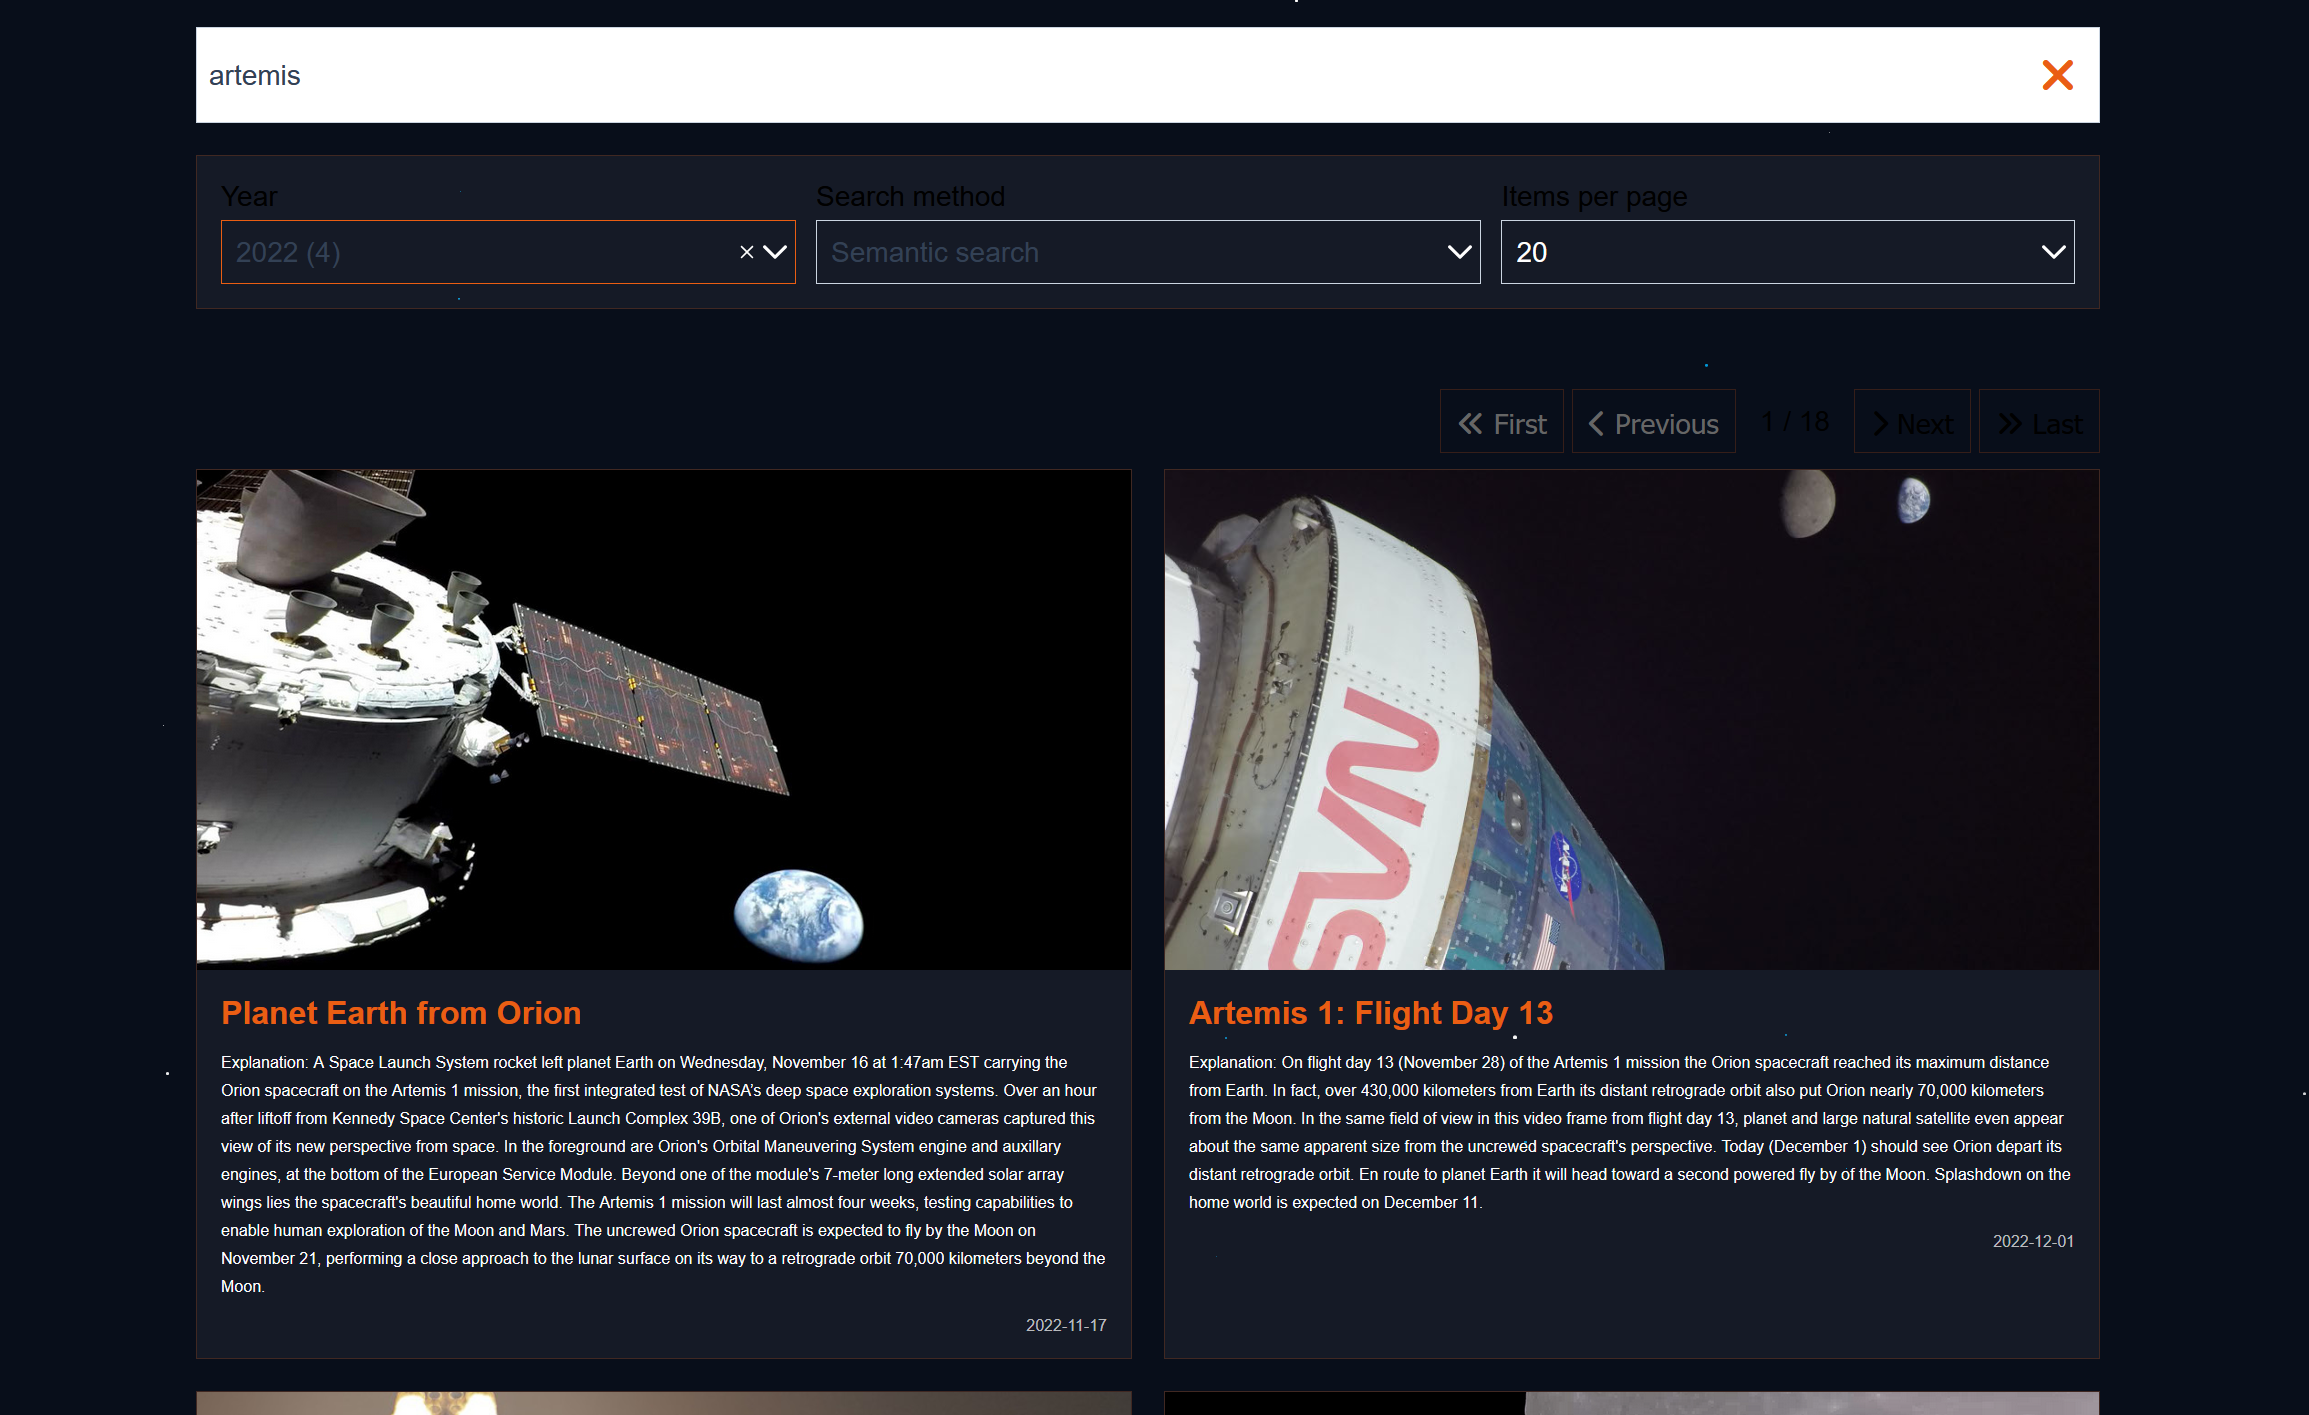 artemis
Year
Search method
Items per page
2022 (4)
Semantic search
20
First
Previous
1 / 18
Next
Last
Planet Earth from Orion
Explanation: A Space Launch System rocket left planet Earth on Wednesday, November 16 at 1:47am EST carrying the
Orion spacecraft on the Artemis 1 mission, the first integrated test of NASA's deep space exploration systems. Over an hour
after liftoff from Kennedy Space Center's historic Launch Complex 39B, one of Orion's external video cameras captured this
view of its new perspective from space. In the foreground are Orion's Orbital Maneuvering System engine and auxillary
engines, at the bottom of the European Service Module. Beyond one of the module's 7-meter long extended solar array
wings lies the spacecraft's beautiful home world. The Artemis 1 mission will last almost four weeks, testing capabilities to
enable human exploration of the Moon and Mars. The uncrewed Orion spacecraft is expected to fly by the Moon on
November 21, performing a close approach to the lunar surface on its way to a retrograde orbit 70,000 kilometers beyond the
Moon.
2022-11-17
Artemis 1: Flight Day 13
Explanation: On flight day 13 (November 28) of the Artemis 1 mission the Orion spacecraft reached its maximum distance
from Earth. In fact, over 430,000 kilometers from Earth its distant retrograde orbit also put Orion nearly 70,000 kilometers
from the Moon. In the same field of view in this video frame from flight day 13, planet and large natural satellite even appear
about the same apparent size from the uncrewed spacecraft's perspective. Today (December 1) should see Orion depart its
distant retrograde orbit. En route to planet Earth it will head toward a second powered fly by of the Moon. Splashdown on the
home world is expected on December 11.
2022-12-01